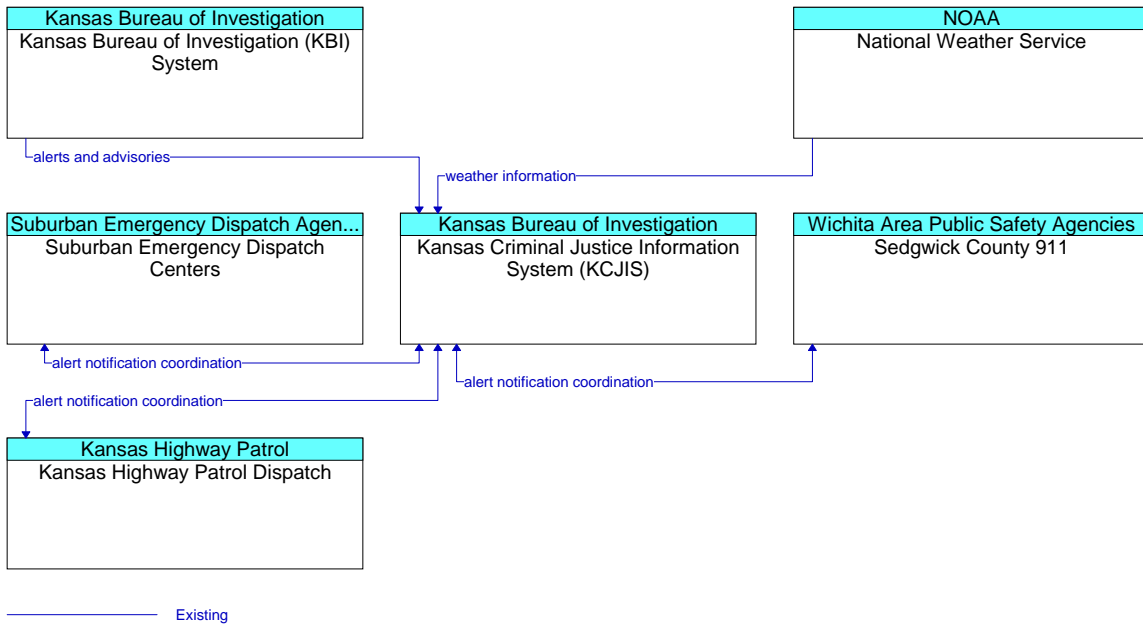 Kansas Bureau of Investigation
Kansas Bureau of Investigation (KBI)
System
NOAA
National Weather Service
alerts and advisories
weather information
Suburban Emergency Dispatch Agen...
Suburban Emergency Dispatch
Centers
Kansas Bureau of Investigation
Kansas Criminal Justice Information
System (KCJIS)
Wichita Area Public Safety Agencies
Sedgwick County 911
alert notification coordination
alert notification coordination
alert notification coordination
Kansas Highway Patrol
Kansas Highway Patrol Dispatch
Existing